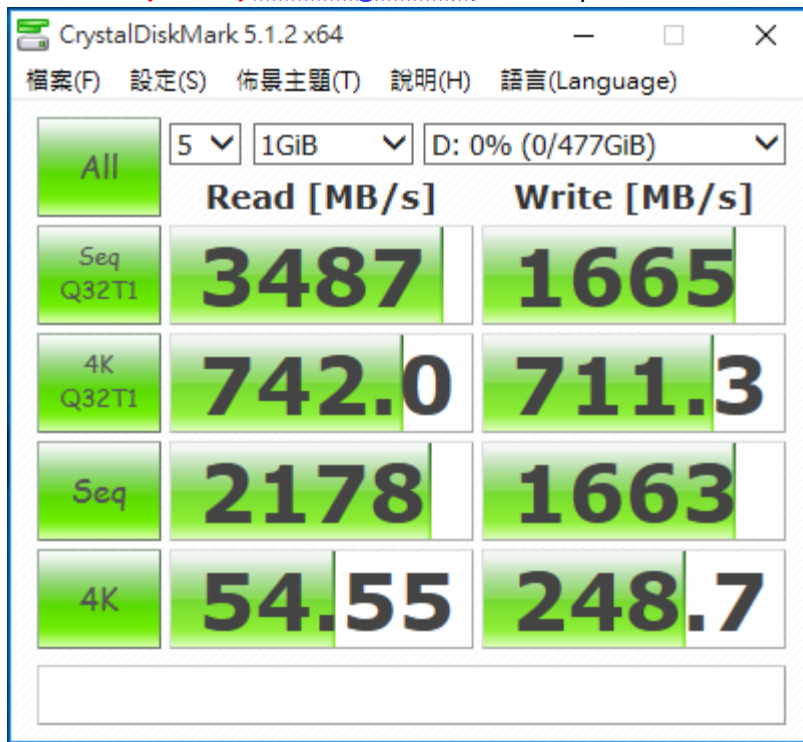 CrystalDiskMark 5.1.2 x64
檔案(F) 設定(S) 佈景主題(T) 說明(H) 語言(Language)
All 5 1GiB D: 0% (0/477GiB)
Read [MB/s] Write [MB/s]
Seq Q32T1 3487 1665
4K Q32T1 742.0 711.3
Seq 2178 1663
4K 54.55 248.7